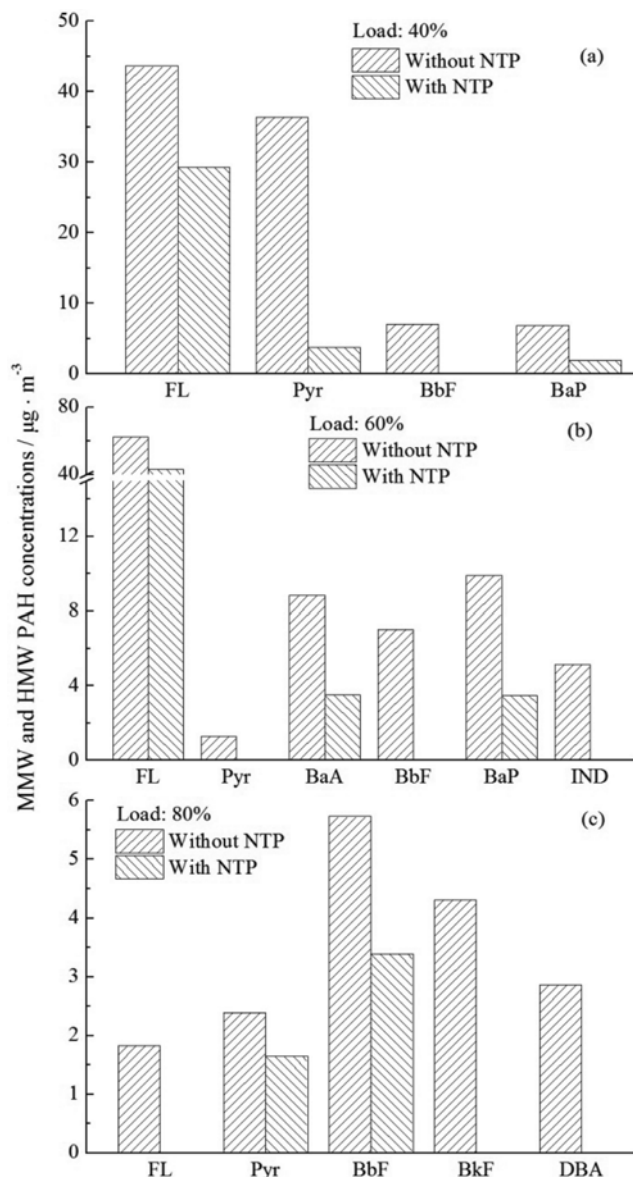 MMW and HMW PAH concentrations / μg · m⁻³
50
40
30
20
10
0
Load: 40%
Without NTP
With NTP
(a)
FL Pyr BbF BaP
80
40
12
8
4
0
Load: 60%
Without NTP
With NTP
(b)
FL Pyr BaA BbF BaP IND
6
5
4
3
2
1
0
Load: 80%
Without NTP
With NTP
(c)
FL Pyr BbF BkF DBA